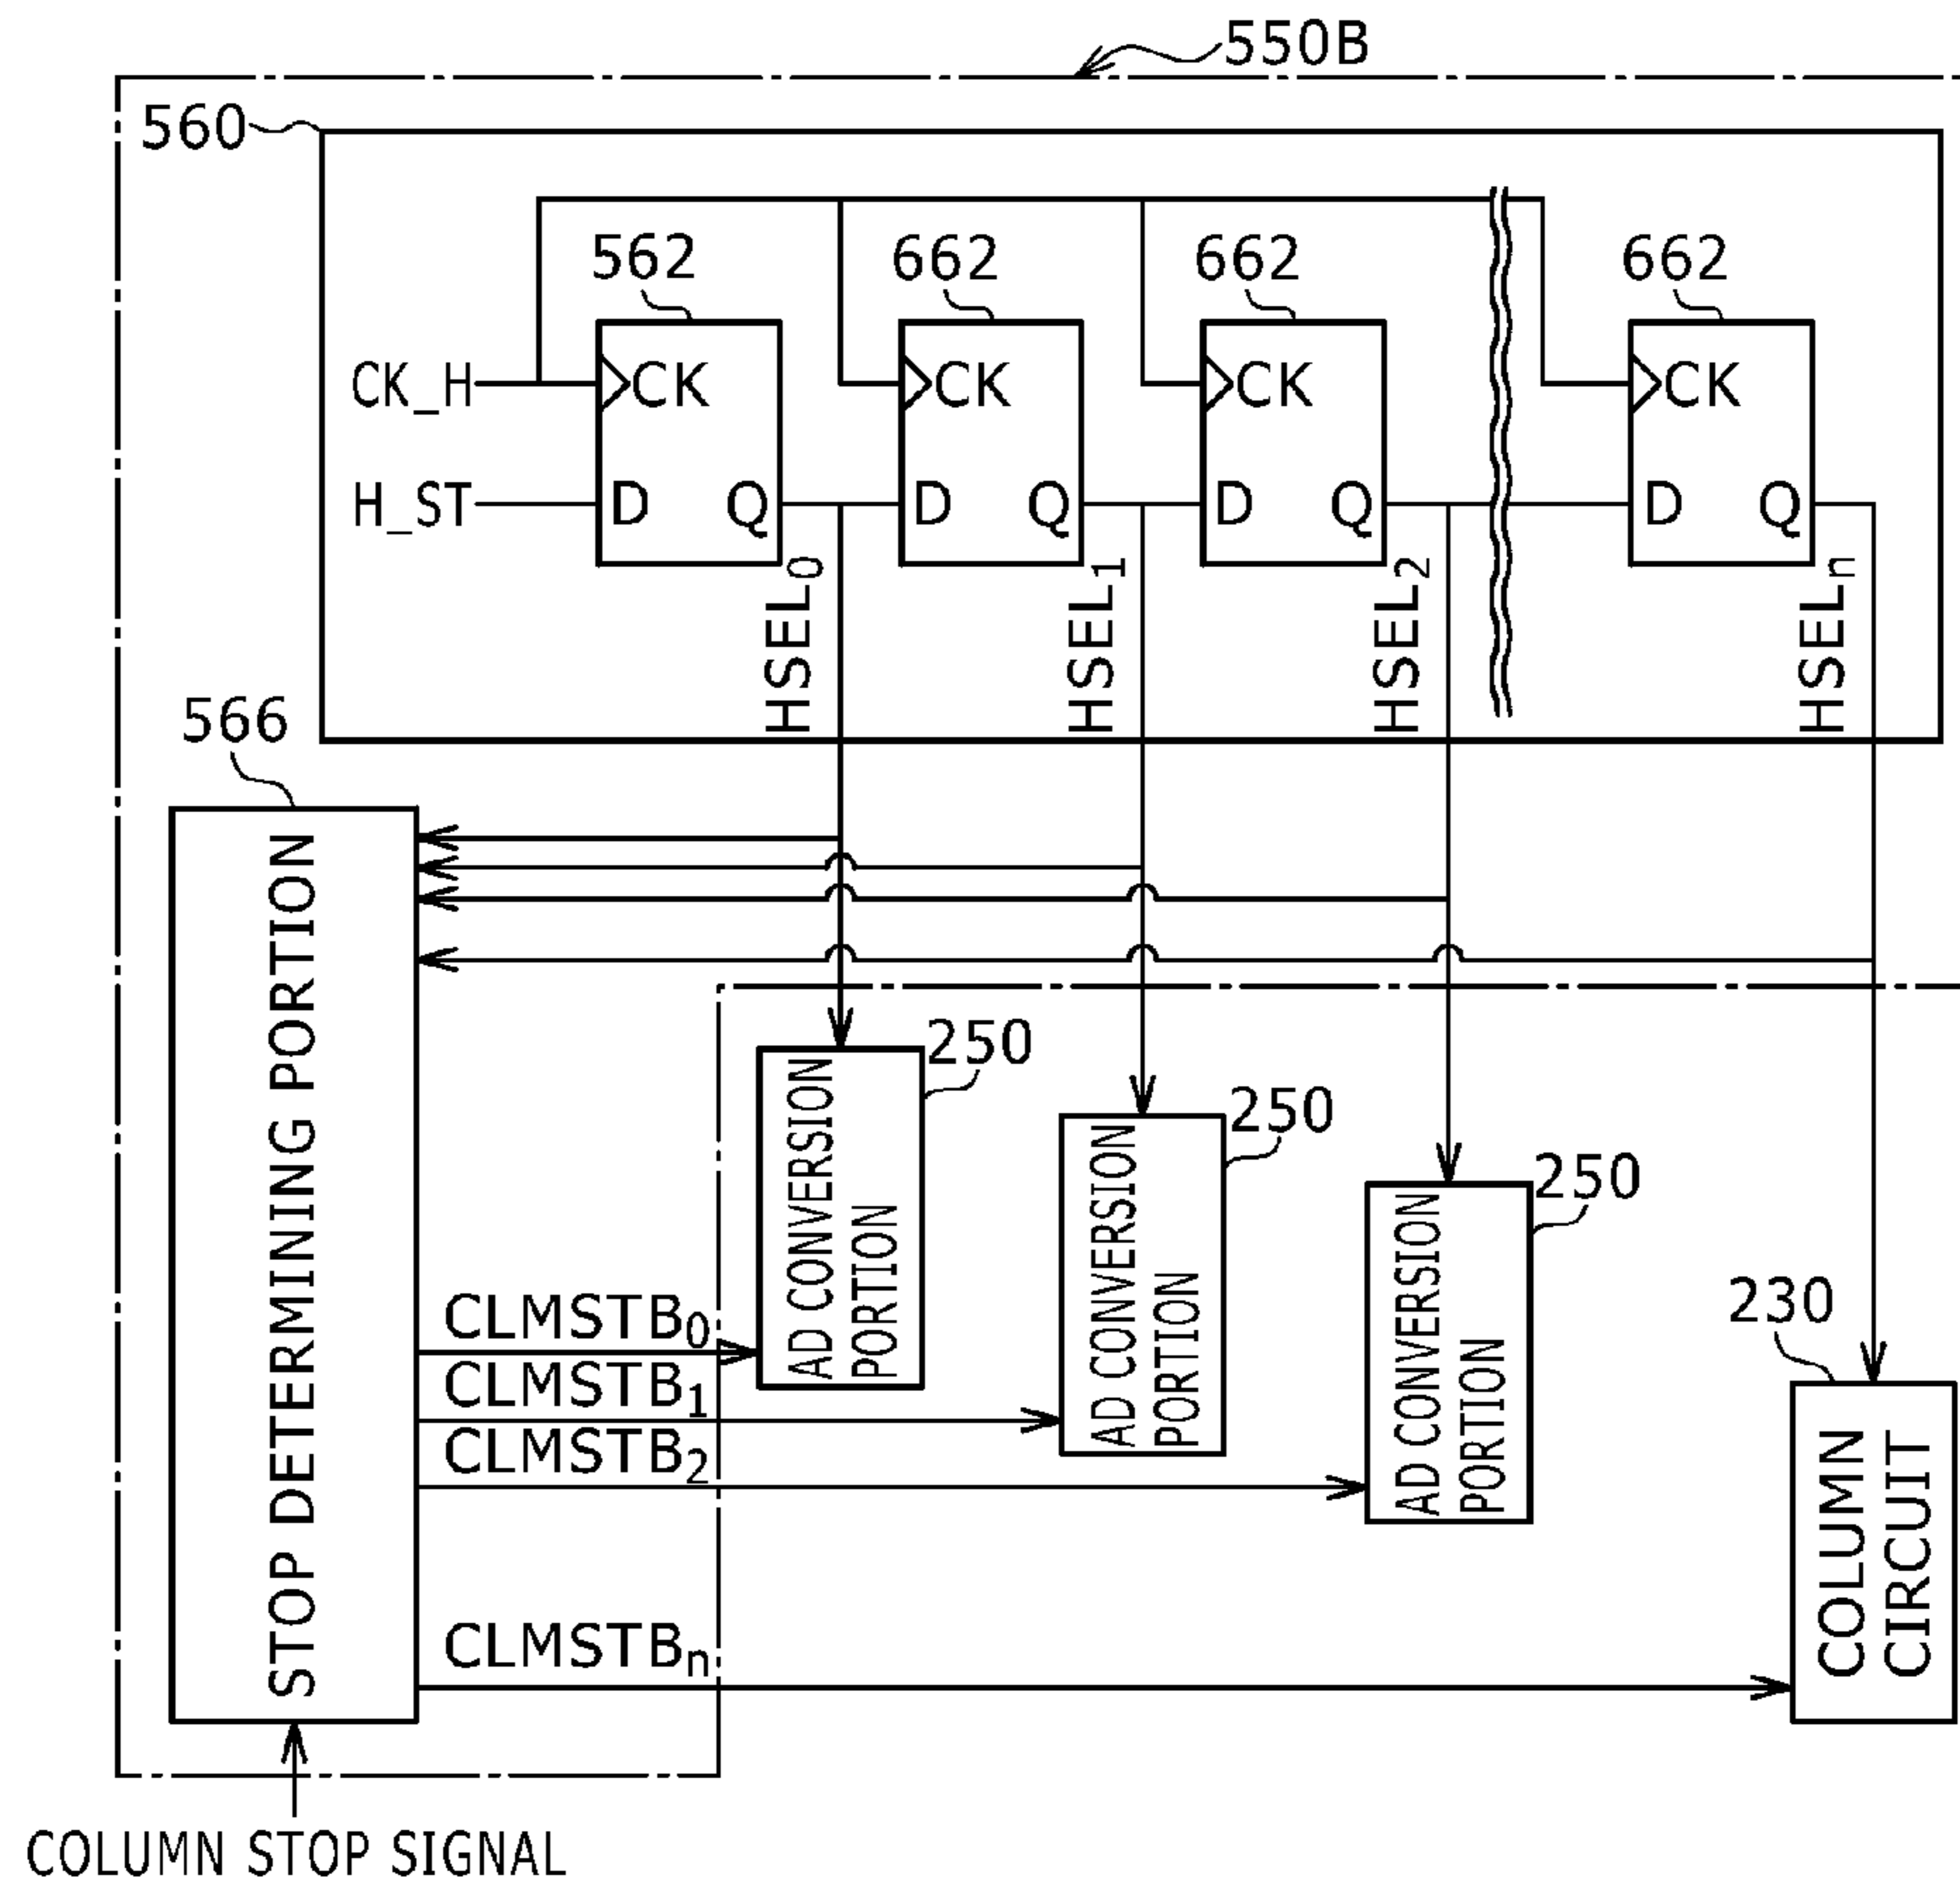 550B
560
562
662
662
662
CK_H
CK
CK
CK
CK
H_ST
D
Q
D
Q
D
Q
D
Q
HSEL0
HSEL1
HSEL2
HSELn
566
STOP DETERMINING PORTION
250
AD CONVERSION
PORTION
250
AD CONVERSION
PORTION
250
AD CONVERSION
PORTION
230
COLUMN
CIRCUIT
CLMSTB0
CLMSTB1
CLMSTB2
CLMSTBn
COLUMN STOP SIGNAL